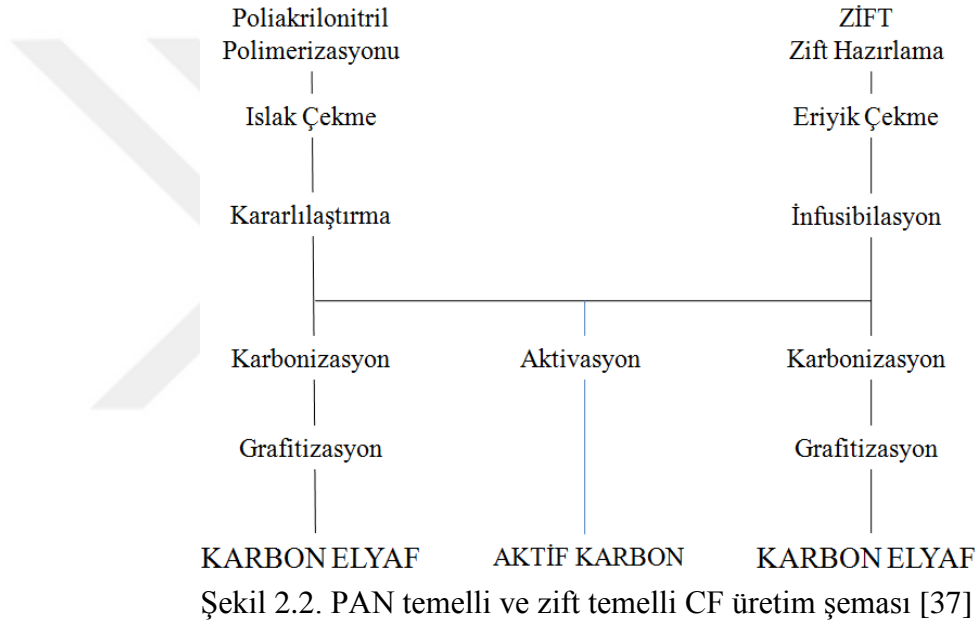 Poliakrilonitril
Polimerizasyonu
ZİFT
Zift Hazırlama
Islak Çekme
Eriyik Çekme
Kararlılaştırma
İnfusibilasyon
Karbonizasyon
Aktivasyon
Karbonizasyon
Grafitizasyon
Grafitizasyon
KARBON ELYAF
AKTİF KARBON
KARBON ELYAF
Şekil 2.2. PAN temelli ve zift temelli CF üretim şeması [37]